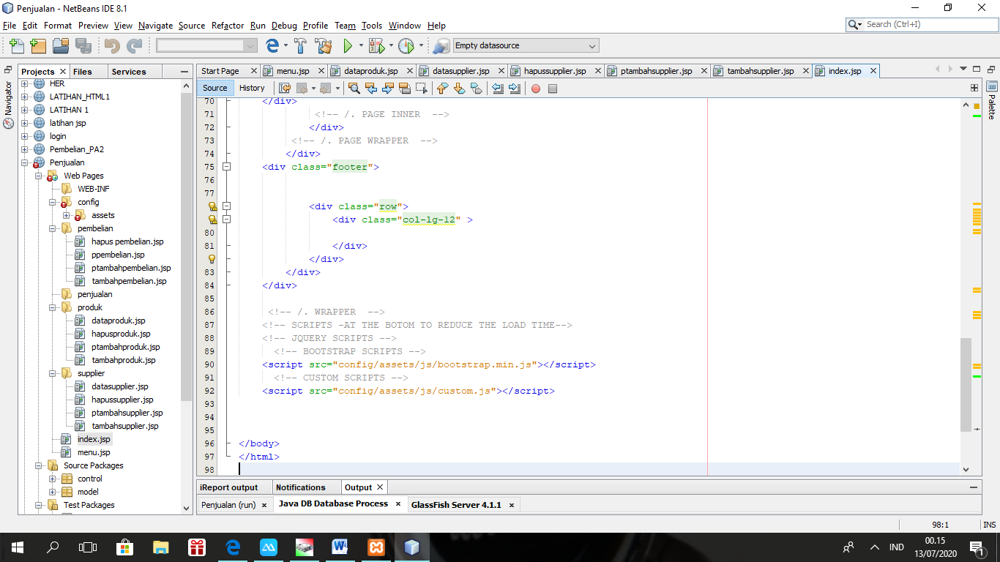 Penjualan - NetBeans IDE 8.1
File Edit Format Preview View Navigate Source Refactor Run Debug Profile Team Tools Window Help
Search (Ctrl+I)
Empty datasource
Projects Files Services
Start Page menu.jsp dataproduk.jsp datasupplier.jsp hapussupplier.jsp ptambahsupplier.jsp tambahsupplier.jsp index.jsp
Navigator
Palette
Source History
HER
LATIHAN_HTML1
LATIHAN 1
latihan jsp
login
Pembelian_PA2
Penjualan
Web Pages
WEB-INF
config
assets
pembelian
hapus pembelian.jsp
ppembelian.jsp
ptambahpembelian.jsp
tambahpembelian.jsp
penjualan
produk
dataproduk.jsp
hapusproduk.jsp
ptambahproduk.jsp
tambahproduk.jsp
supplier
datasupplier.jsp
hapussupplier.jsp
ptambahsupplier.jsp
tambahsupplier.jsp
index.jsp
menu.jsp
Source Packages
control
model
Test Packages
70 </div>
71 <!-- /. PAGE INNER  -->
72 </div>
73 <!-- /. PAGE WRAPPER  -->
74 </div>
75 <div class="footer">
76
77
<div class="row">
<div class="col-lg-12" >
80
81 </div>
</div>
83 </div>
84 </div>
85
86 <!-- /. WRAPPER  -->
87 <!-- SCRIPTS -AT THE BOTOM TO REDUCE THE LOAD TIME-->
88 <!-- JQUERY SCRIPTS -->
89 <!-- BOOTSTRAP SCRIPTS -->
90 <script src="config/assets/js/bootstrap.min.js"></script>
91 <!-- CUSTOM SCRIPTS -->
92 <script src="config/assets/js/custom.js"></script>
93
94
95
96 </body>
97 </html>
98
iReport output Notifications Output
Penjualan (run) Java DB Database Process GlassFish Server 4.1.1
98:1 INS
IND
00.15
13/07/2020
1